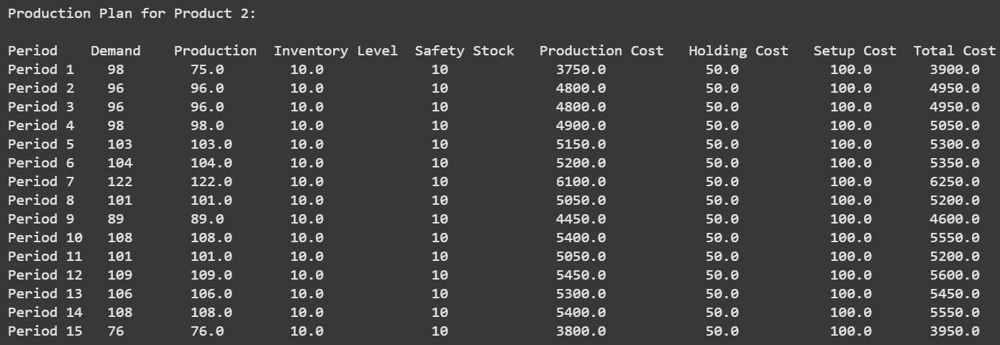 Production Plan for Product 2:
Period Demand Production Inventory Level Safety Stock Production Cost Holding Cost Setup Cost Total Cost
Period 1 98 75.0 10.0 10 3750.0 50.0 100.0 3900.0
Period 2 96 96.0 10.0 10 4800.0 50.0 100.0 4950.0
Period 3 96 96.0 10.0 10 4800.0 50.0 100.0 4950.0
Period 4 98 98.0 10.0 10 4900.0 50.0 100.0 5050.0
Period 5 103 103.0 10.0 10 5150.0 50.0 100.0 5300.0
Period 6 104 104.0 10.0 10 5200.0 50.0 100.0 5350.0
Period 7 122 122.0 10.0 10 6100.0 50.0 100.0 6250.0
Period 8 101 101.0 10.0 10 5050.0 50.0 100.0 5200.0
Period 9 89 89.0 10.0 10 4450.0 50.0 100.0 4600.0
Period 10 108 108.0 10.0 10 5400.0 50.0 100.0 5550.0
Period 11 101 101.0 10.0 10 5050.0 50.0 100.0 5200.0
Period 12 109 109.0 10.0 10 5450.0 50.0 100.0 5600.0
Period 13 106 106.0 10.0 10 5300.0 50.0 100.0 5450.0
Period 14 108 108.0 10.0 10 5400.0 50.0 100.0 5550.0
Period 15 76 76.0 10.0 10 3800.0 50.0 100.0 3950.0